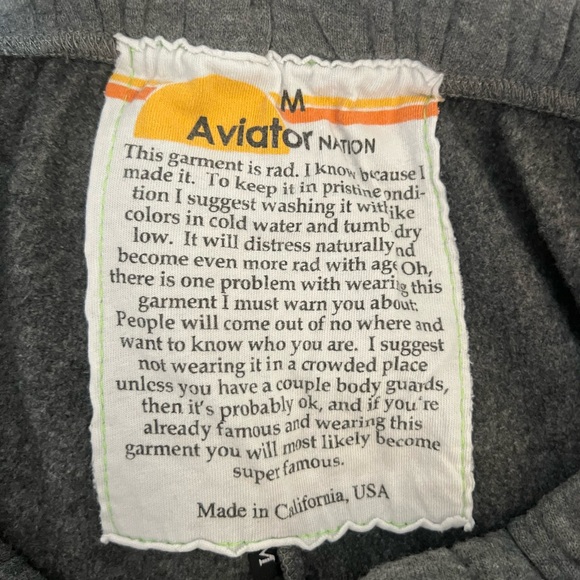 M
Aviator NATION
This garment is rad. I know because I
made it. To keep it in pristine condi-
tion I suggest washing it with like
colors in cold water and tumb dry
low. It will distress naturally and
become even more rad with age Oh,
there is one problem with wearing this
garment I must warn you about:
People will come out of no where and
want to know who you are. I suggest
not wearing it in a crowded place
unless you have a couple body guards,
then it's probably ok, and if you're
already famous and wearing this
garment you will most likely become
super famous.
Made in California, USA